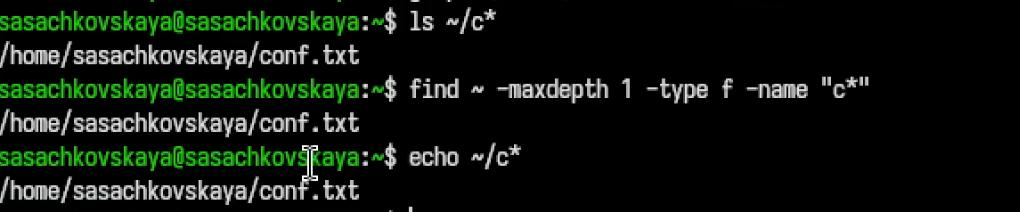 sasachkovskaya@sasachkovskaya:~$ ls ~/c*
/home/sasachkovskaya/conf.txt
sasachkovskaya@sasachkovskaya:~$ find ~ -maxdepth 1 -type f -name "c*"
/home/sasachkovskaya/conf.txt
sasachkovskaya@sasachkovskaya:~$ echo ~/c*
/home/sasachkovskaya/conf.txt